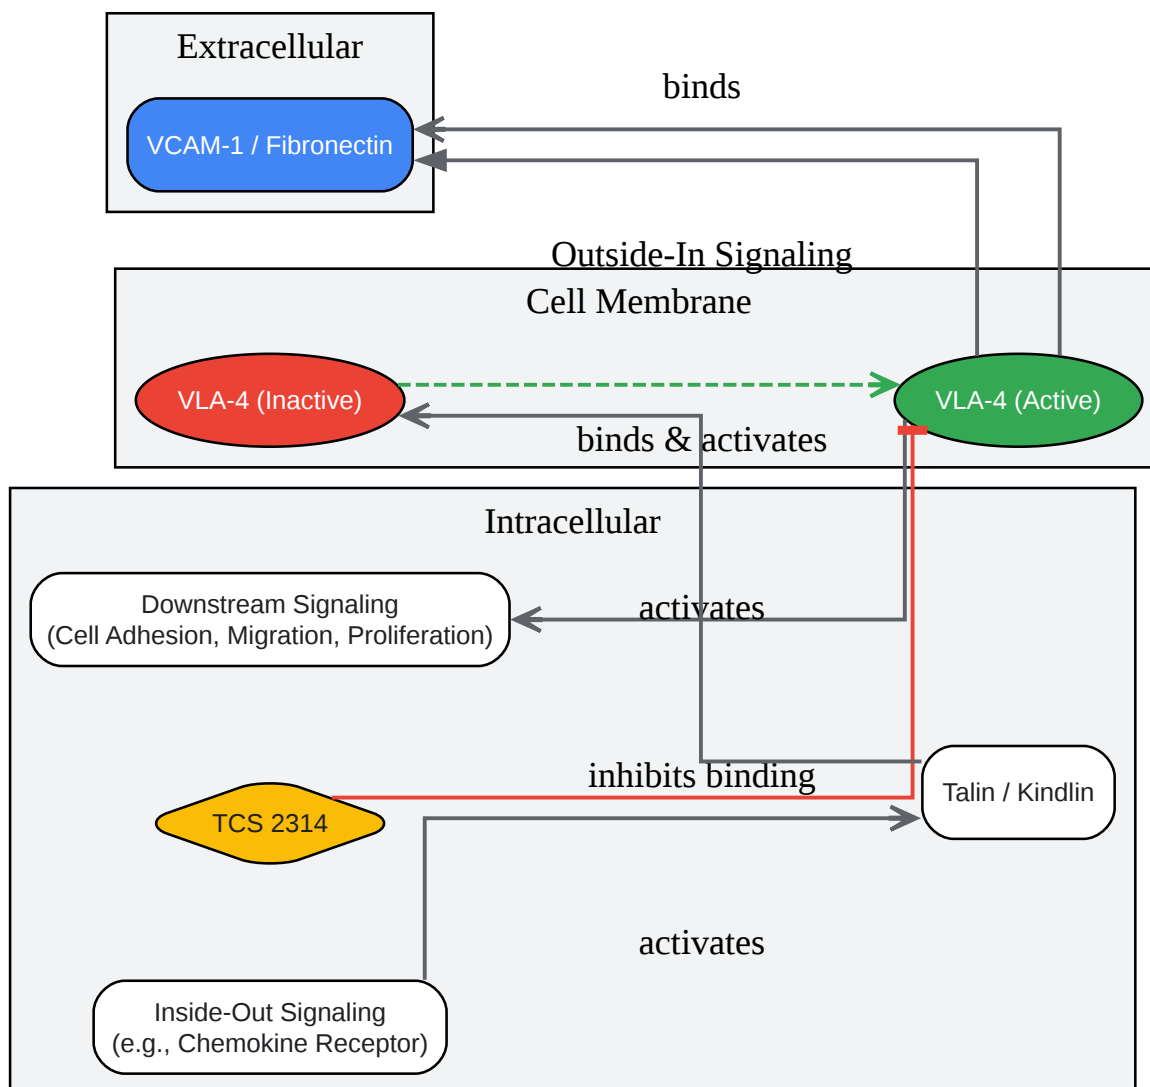 Extracellular
binds
VCAM-1 / Fibronectin
Outside-In Signaling
Cell Membrane
VLA-4 (Inactive)
VLA-4 (Active)
binds & activates
Intracellular
Downstream Signaling
(Cell Adhesion, Migration, Proliferation)
activates
inhibits binding
Talin / Kindlin
TCS 2314
activates
Inside-Out Signaling
(e.g., Chemokine Receptor)